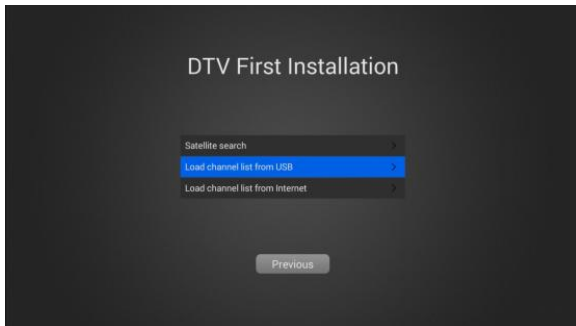 DTV First Installation
Satellite search
Load channel list from USB
Load channel list from Internet
Previous